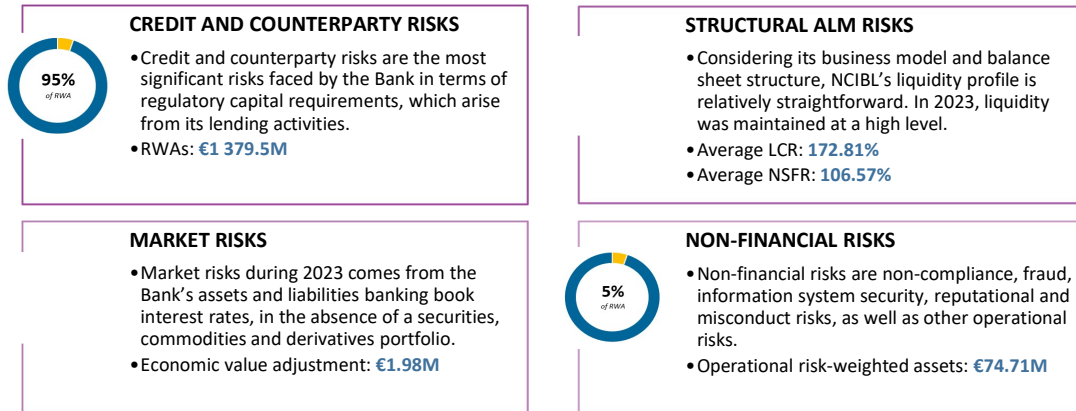 CREDIT AND COUNTERPARTY RISKS
•Credit and counterparty risks are the most
significant risks faced by the Bank in terms of
regulatory capital requirements, which arise
from its lending activities.
•RWAs: €1 379.5M
95%
of RWA
STRUCTURAL ALM RISKS
•Considering its business model and balance
sheet structure, NCIBL’s liquidity profile is
relatively straightforward. In 2023, liquidity
was maintained at a high level.
•Average LCR: 172.81%
•Average NSFR: 106.57%
MARKET RISKS
•Market risks during 2023 comes from the
Bank’s assets and liabilities banking book
interest rates, in the absence of a securities,
commodities and derivatives portfolio.
•Economic value adjustment: €1.98M
NON-FINANCIAL RISKS
•Non-financial risks are non-compliance, fraud,
information system security, reputational and
misconduct risks, as well as other operational
risks.
•Operational risk-weighted assets: €74.71M
5%
of RWA